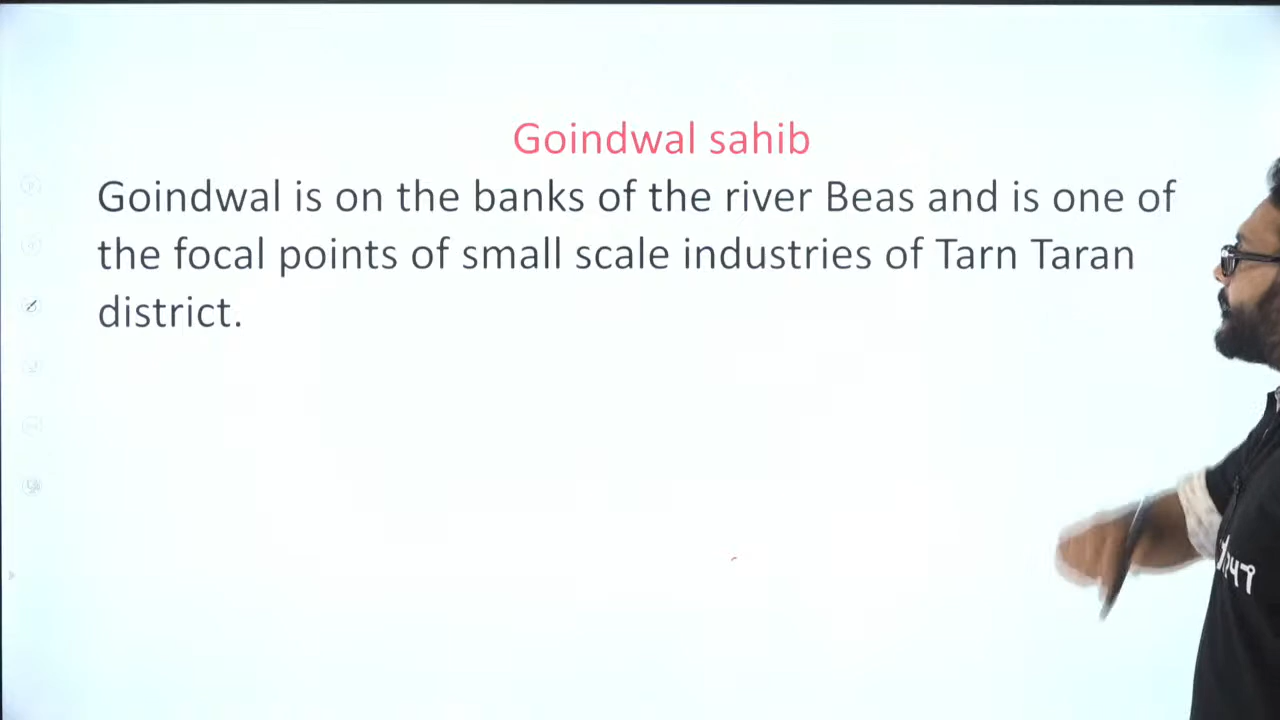 Goindwal sahib
Goindwal is on the banks of the river Beas and is one of
the focal points of small scale industries of Tarn Taran
district.